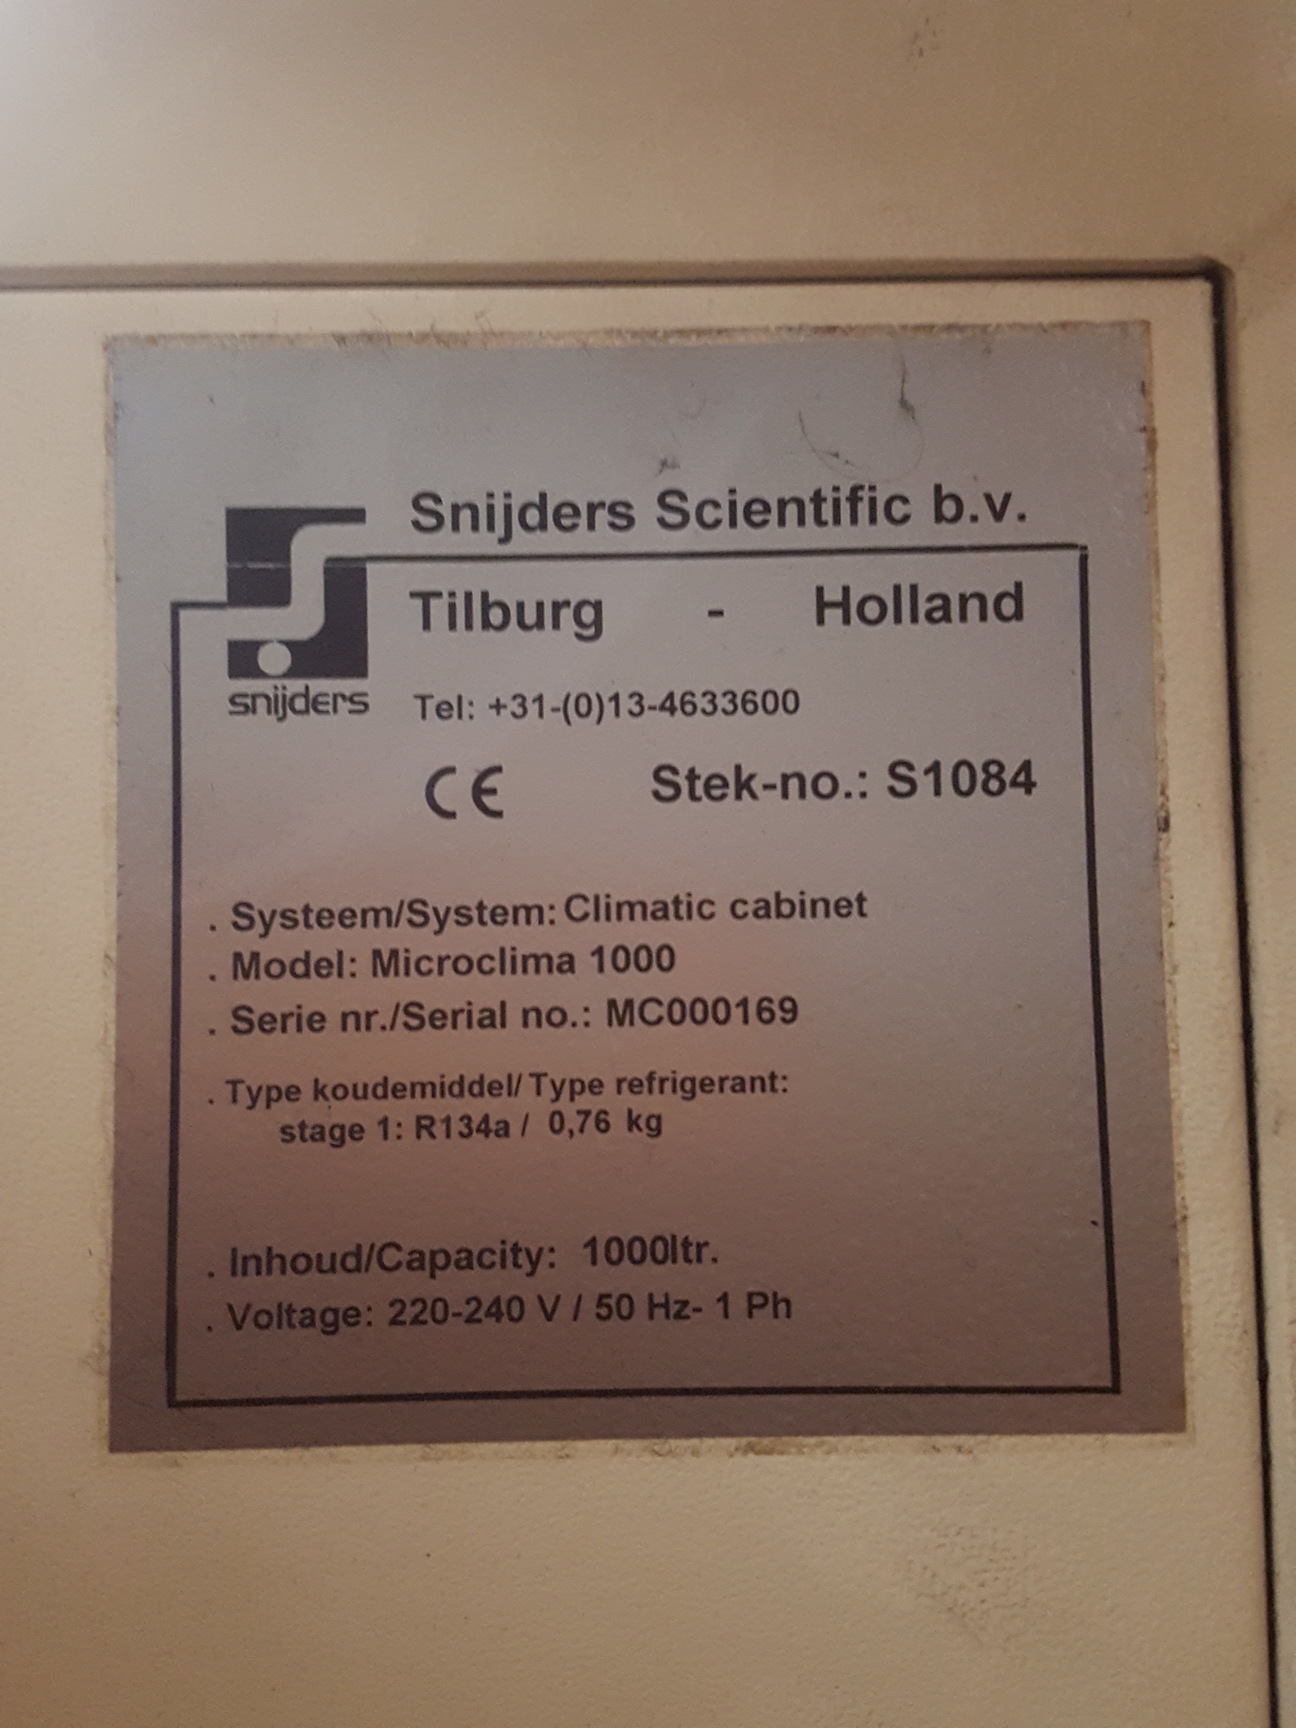 Snijders Scientific b.v.
Tilburg - Holland
snijders
Tel: +31-(0)13-4633600
CE Stek-no.: S1084
. Systeem/System: Climatic cabinet
. Model: Microclima 1000
. Serie nr./Serial no.: MC000169
. Type koudemiddel/ Type refrigerant:
stage 1: R134a / 0,76 kg
. Inhoud/Capacity: 1000ltr.
. Voltage: 220-240 V / 50 Hz- 1 Ph